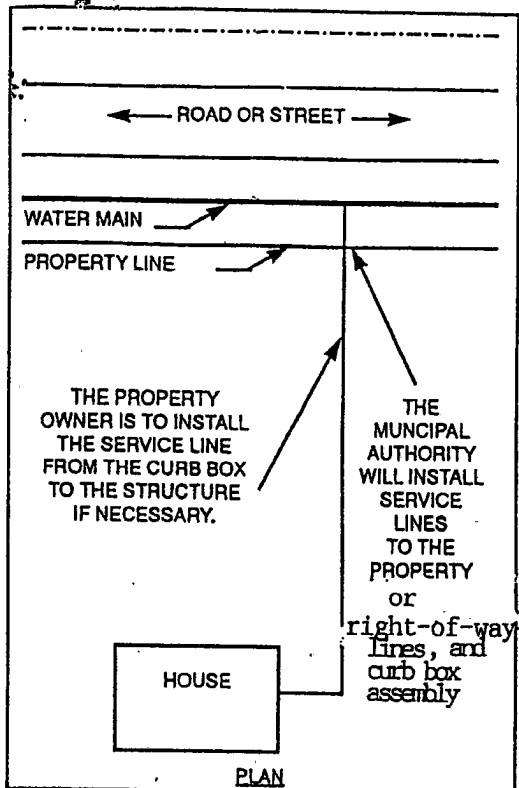 ROAD OR STREET
WATER MAIN
PROPERTY LINE
THE PROPERTY
OWNER IS TO INSTALL
THE SERVICE LINE
FROM THE CURB BOX
TO THE STRUCTURE
IF NECESSARY.
THE
MUNCIPAL
AUTHORITY
WILL INSTALL
SERVICE
LINES
TO THE
PROPERTY
or
right-of-way
lines, and
curb box
assembly
HOUSE
PLAN